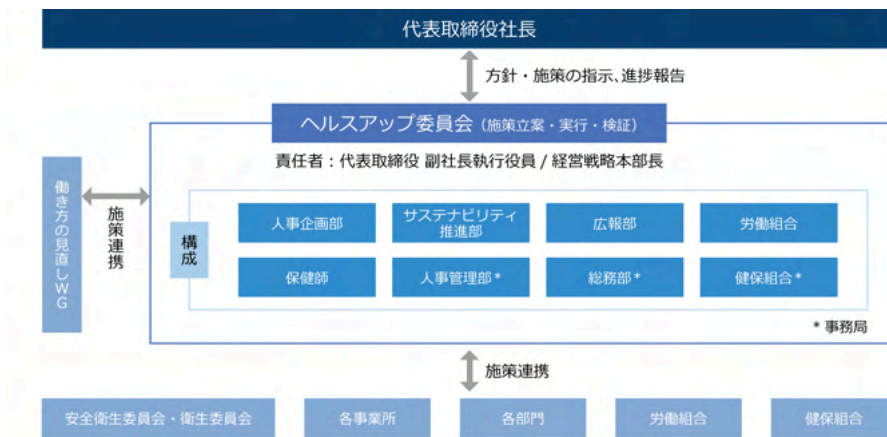 代表取締役社長
方針・施策の指示、進捗報告
ヘルスアップ委員会（施策立案・実行・検証）
責任者：代表取締役 副社長執行役員 / 経営戦略本部長
働き方の見直しWG
施策連携
構成
人事企画部
サステナビリティ
推進部
広報部
労働組合
保健師
人事管理部*
総務部*
健保組合*
* 事務局
施策連携
安全衛生委員会・衛生委員会
各事業所
各部門
労働組合
健保組合